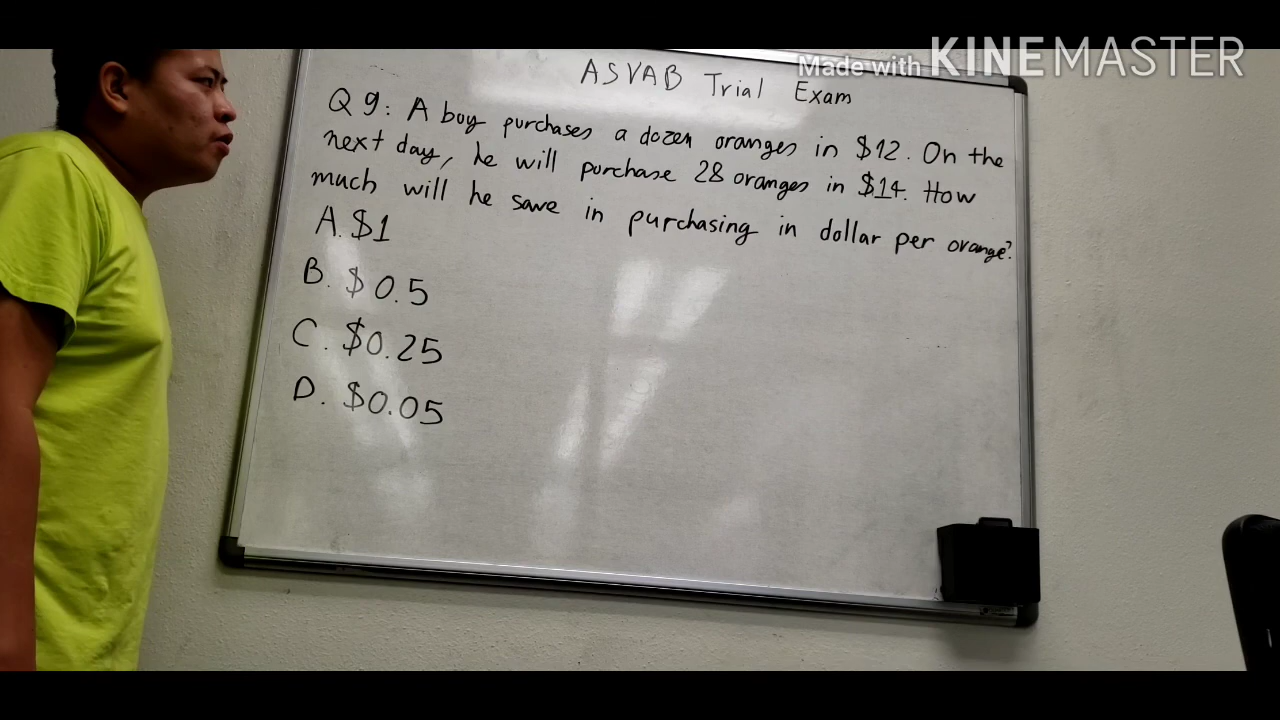 Made with KINEMASTER
ASVAB Trial Exam
Q 9: A boy purchases a dozen oranges in $12. On the
next day, he will purchase 28 oranges in $14. How
much will he save in purchasing in dollar per orange?
A. $1
B. $0.5
C. $0.25
D. $0.05